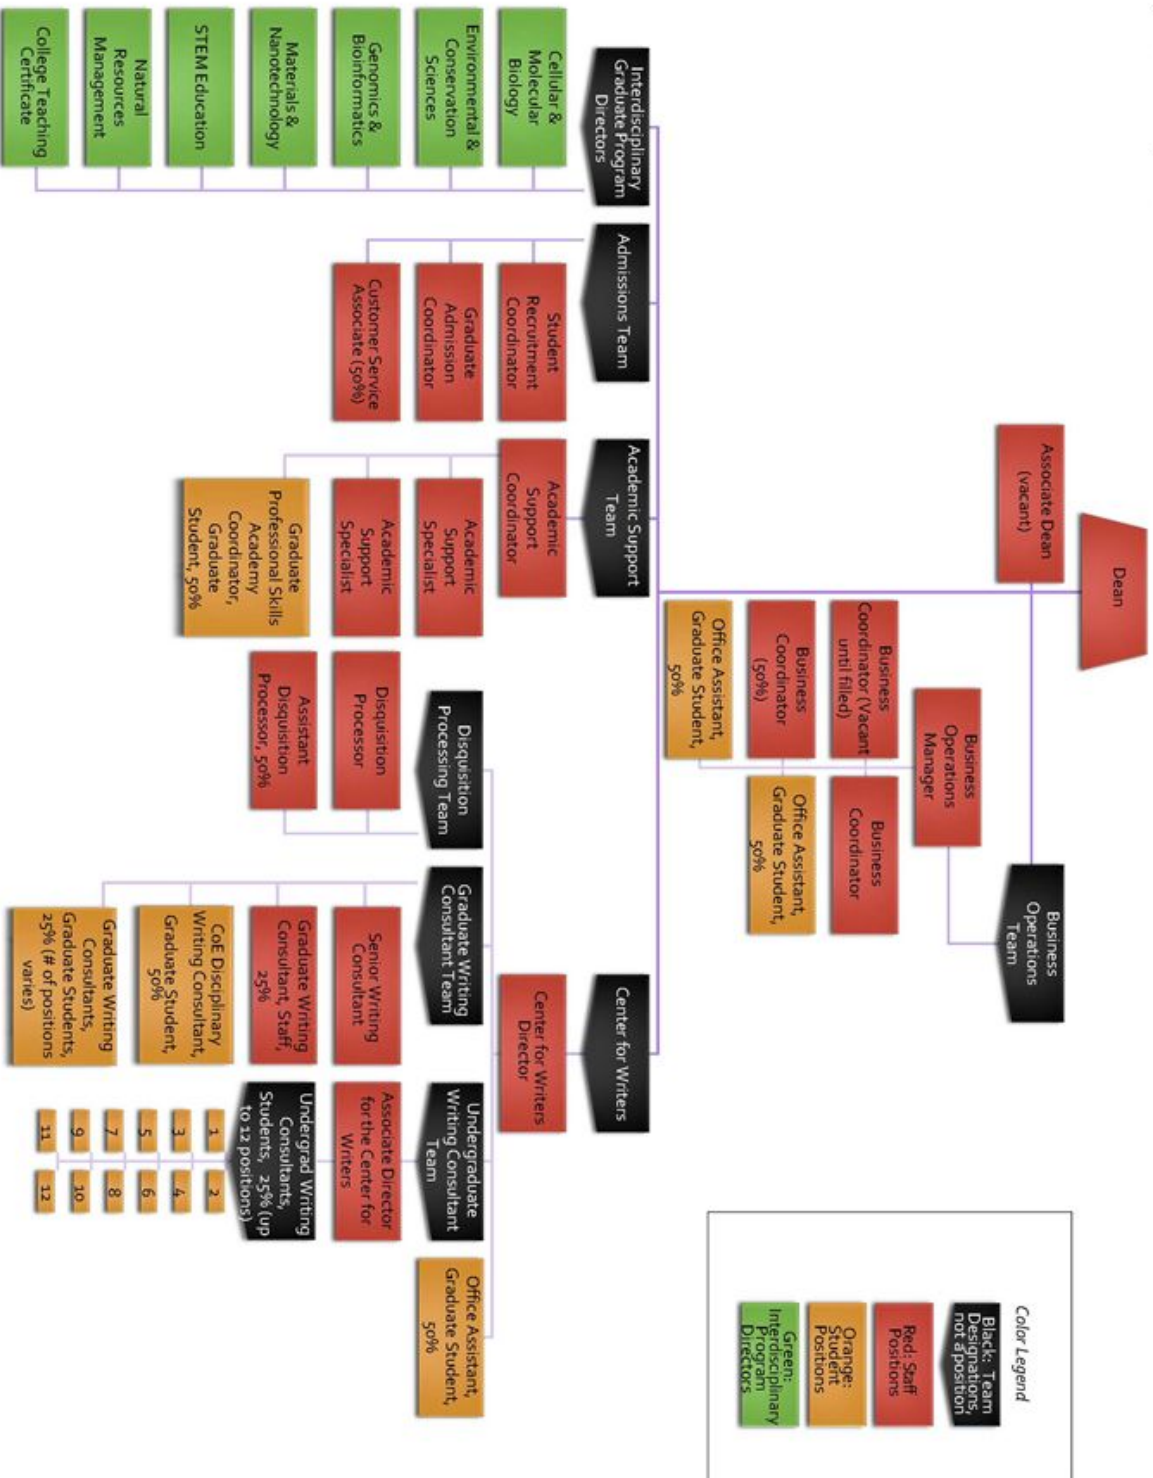 Dean
Associate Dean
(vacant)
Business
Operations
Team
Business
Operations
Manager
Business
Coordinator (Vacant
until filled)
Business
Coordinator
Business
Coordinator
(50%)
Office Assistant,
Graduate Student,
50%
Office Assistant,
Graduate Student,
50%
Color Legend
Black: Team
Designations,
not a position
Red: Staff
Positions
Orange:
Student
Positions
Green:
Interdisciplinary
Program
Directors
Interdisciplinary
Graduate Program
Directors
Cellular &
Molecular
Biology
Environmental &
Conservation
Sciences
Genomics &
Bioinformatics
Materials &
Nanotechnology
STEM Education
Natural
Resources
Management
College Teaching
Certificate
Admissions Team
Student
Recruitment
Coordinator
Graduate
Admission
Coordinator
Customer Service
Associate (50%)
Academic Support
Team
Academic
Support
Coordinator
Academic
Support
Specialist
Academic
Support
Specialist
Graduate
Professional Skills
Academy
Coordinator,
Graduate
Student, 50%
Center for Writers
Center for Writers
Director
Disquisition
Processing Team
Disquisition
Processor
Assistant
Disquisition
Processor, 50%
Graduate Writing
Consultant Team
Senior Writing
Consultant
Graduate Writing
Consultant, Staff,
25%
CoE Disciplinary
Writing Consultant,
Graduate Student,
50%
Graduate Writing
Consultants,
Graduate Students,
25% (# of positions
varies)
Undergraduate
Writing Consultant
Team
Associate Director
for the Center for
Writers
Undergrad Writing
Consultants,
Students, 25% (up
to 12 positions)
1
2
3
4
5
6
7
8
9
10
11
12
Office Assistant,
Graduate Student,
50%